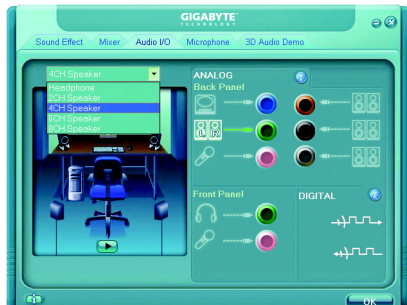 GIGABYTE
TECHNOLOGY
Sound Effect Mixer Audio I/O Microphone 3D Audio Demo
4CH Speaker
Headphone
2CH Speaker
4CH Speaker
6CH Speaker
8CH Speaker
ANALOG
Back Panel
Front Panel
DIGITAL
OK